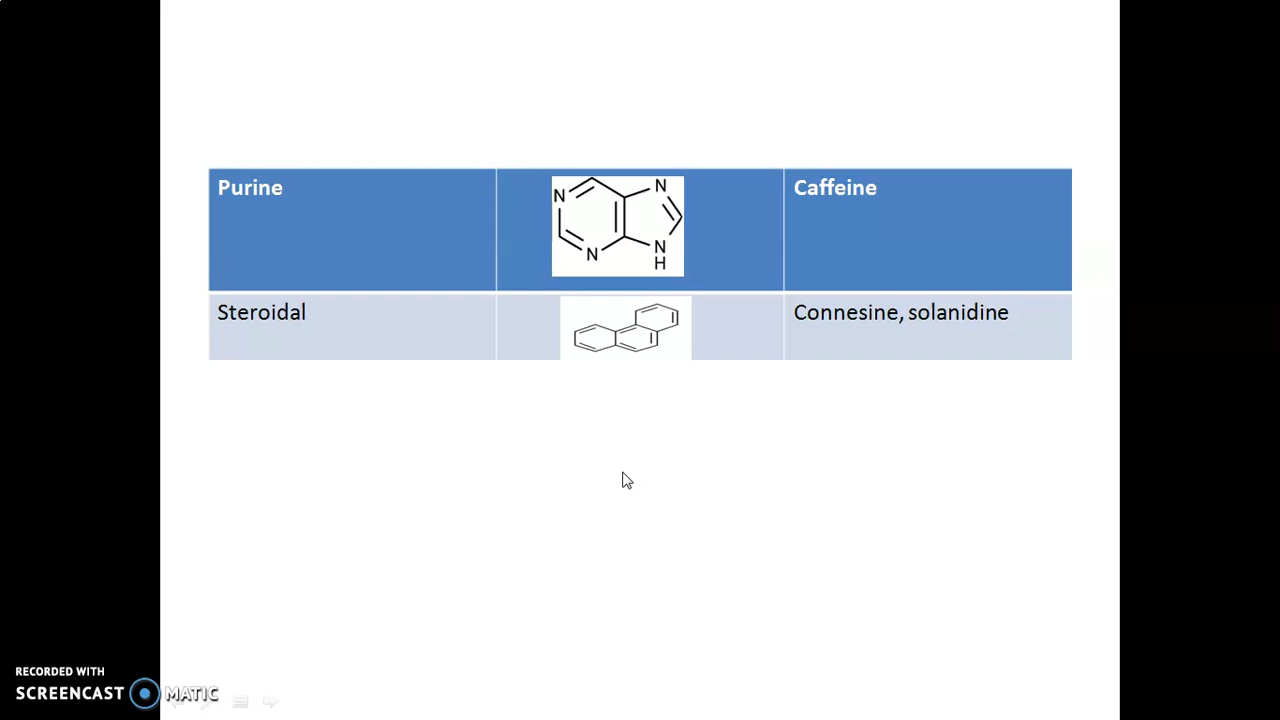 Purine
N
N
N
N
H
Caffeine
Steroidal
Connesine, solanidine
RECORDED WITH
SCREENCAST MATIC